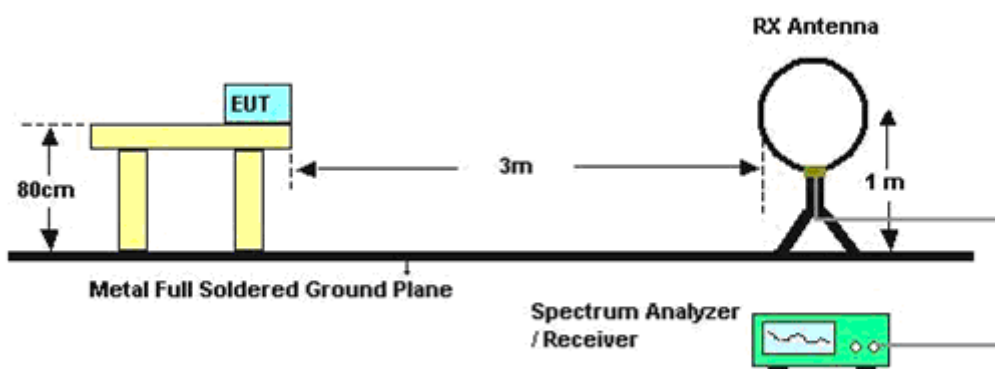 RX Antenna
EUT
3m
80cm
1 m
Metal Full Soldered Ground Plane
Spectrum Analyzer
/ Receiver